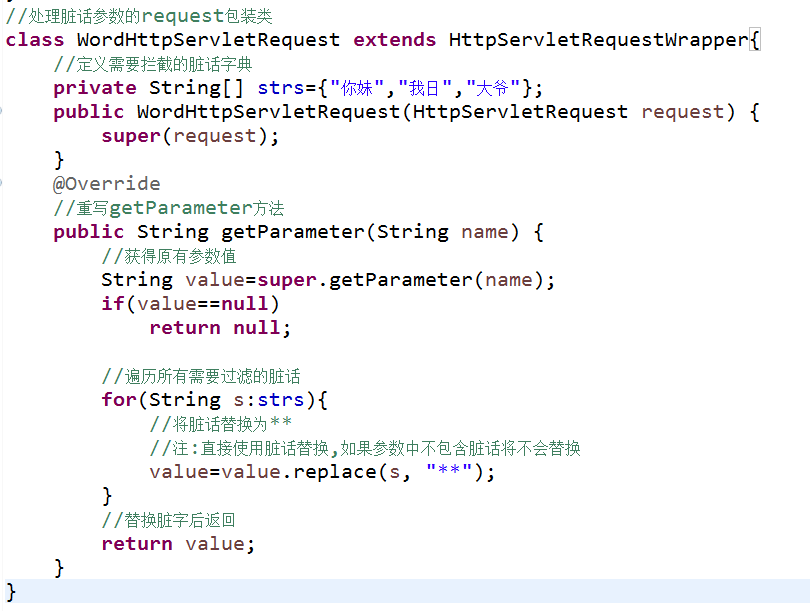 //处理脏话参数的request包装类
class WordHttpServletRequest extends HttpServletRequestWrapper{
    //定义需要拦截的脏话字典
    private String[] strs={"你妹","我日","大爷"};
    public WordHttpServletRequest(HttpServletRequest request) {
        super(request);
    }
    @Override
    //重写getParameter方法
    public String getParameter(String name) {
        //获得原有参数值
        String value=super.getParameter(name);
        if(value==null)
            return null;

        //遍历所有需要过滤的脏话
        for(String s:strs){
            //将脏话替换为**
            //注:直接使用脏话替换,如果参数中不包含脏话将不会替换
            value=value.replace(s, "**");
        }
        //替换脏字后返回
        return value;
    }
}